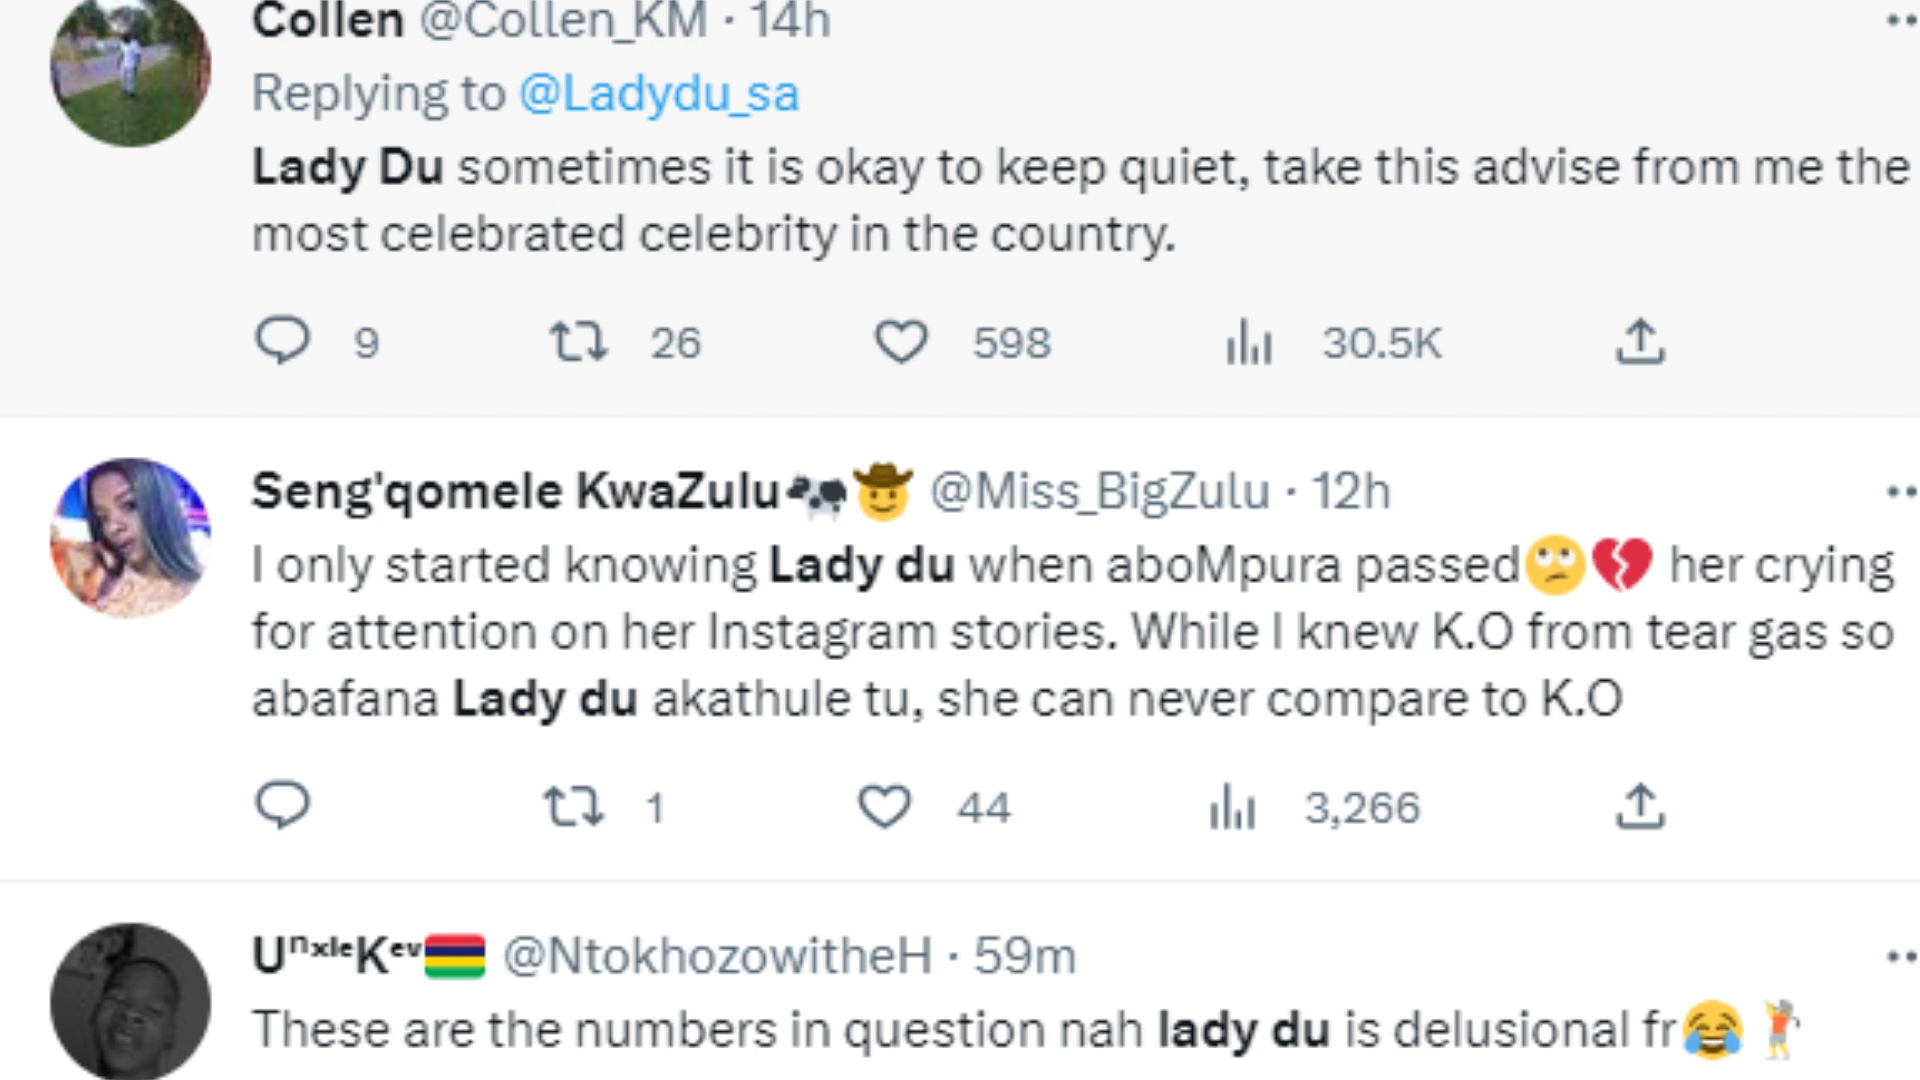 Collen @Collen_KM · 14h
Replying to @Ladydu_sa
Lady Du sometimes it is okay to keep quiet, take this advise from me the
most celebrated celebrity in the country.
9 26 598 30.5K
Seng'qomele KwaZulu🐄🤠 @Miss_BigZulu · 12h
I only started knowing Lady du when aboMpura passed🙄💔 her crying
for attention on her Instagram stories. While I knew K.O from tear gas so
abafana Lady du akathule tu, she can never compare to K.O
1 44 3,266
UⁿˣˡᵉKᵉᵛ🇲🇺 @NtokhozowitheH · 59m
These are the numbers in question nah lady du is delusional fr😂